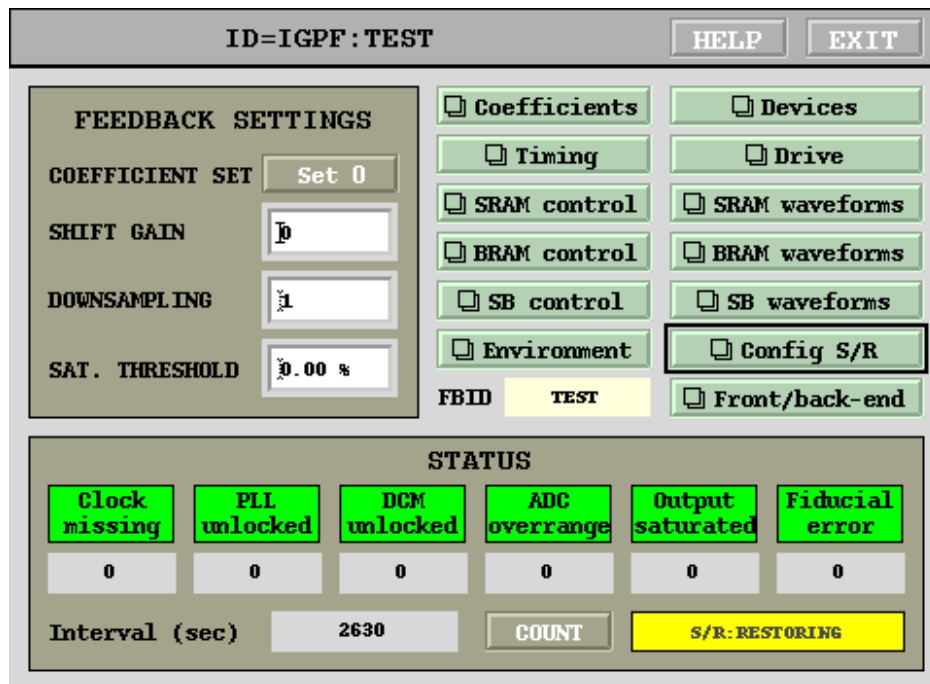 ID=IGPF:TEST HELP EXIT
FEEDBACK SETTINGS
COEFFICIENT SET Set 0
SHIFT GAIN 0
DOWNSAMPLING 1
SAT. THRESHOLD 0.00 %
Coefficients Devices
Timing Drive
SRAM control SRAM waveforms
BRAM control BRAM waveforms
SB control SB waveforms
Environment Config S/R
FBID TEST Front/back-end
STATUS
Clock missing PLL unlocked DCM unlocked ADC overrange Output saturated Fiducial error
0 0 0 0 0 0
Interval (sec) 2630 COUNT S/R:RESTORING